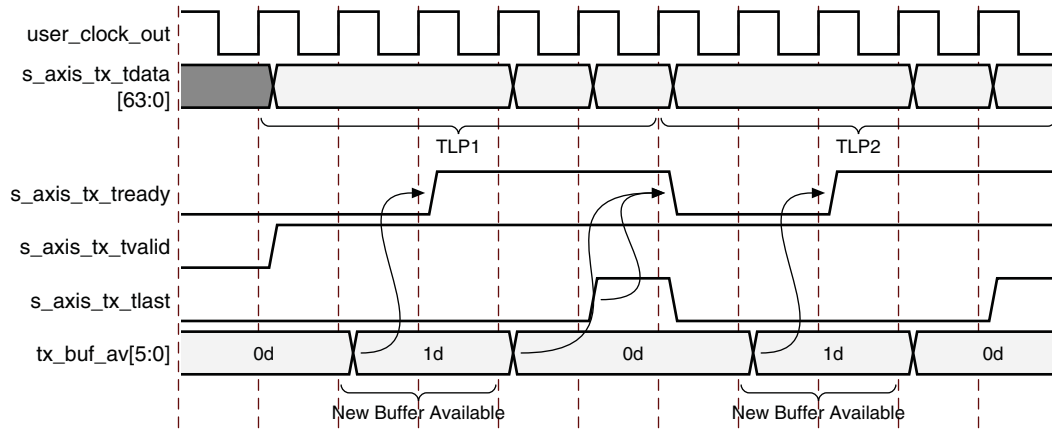 user_clock_out
s_axis_tx_tdata
[63:0]
TLP1
TLP2
s_axis_tx_tready
s_axis_tx_tvalid
s_axis_tx_tlast
tx_buf_av[5:0]
0d
1d
0d
1d
0d
New Buffer Available
New Buffer Available